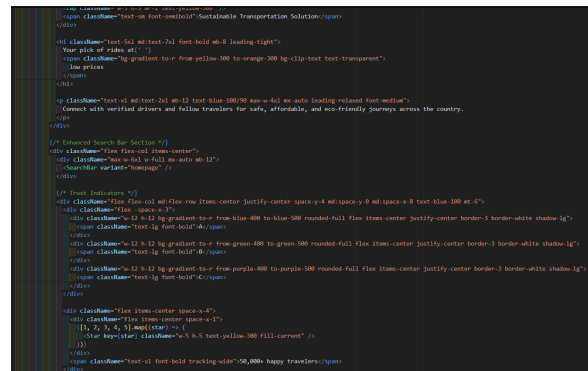 <Zap className="w-5 h-5 mr-2 text-yellow-300" />
<span className="text-sm font-semibold">Sustainable Transportation Solution</span>
</div>
<h1 className="text-5xl md:text-7xl font-bold mb-8 leading-tight">
Your pick of rides at{' '}
<span className="bg-gradient-to-r from-yellow-300 to-orange-300 bg-clip-text text-transparent">
low prices
</span>
</h1>
<p className="text-xl md:text-2xl mb-12 text-blue-100/90 max-w-4xl mx-auto leading-relaxed font-medium">
Connect with verified drivers and fellow travelers for safe, affordable, and eco-friendly journeys across the country.
</p>
</div>
{/* Enhanced Search Bar Section */}
<div className="flex flex-col items-center">
<div className="max-w-6xl w-full mx-auto mb-12">
<SearchBar variant="homepage" />
</div>
{/* Trust Indicators */}
<div className="flex flex-col md:flex-row items-center justify-center space-y-4 md:space-y-0 md:space-x-8 text-blue-100 mt-6">
<div className="flex -space-x-3">
<div className="w-12 h-12 bg-gradient-to-r from-blue-400 to-blue-500 rounded-full flex items-center justify-center border-3 border-white shadow-lg">
<span className="text-lg font-bold">A</span>
</div>
<div className="w-12 h-12 bg-gradient-to-r from-green-400 to-green-500 rounded-full flex items-center justify-center border-3 border-white shadow-lg">
<span className="text-lg font-bold">B</span>
</div>
<div className="w-12 h-12 bg-gradient-to-r from-purple-400 to-purple-500 rounded-full flex items-center justify-center border-3 border-white shadow-lg">
<span className="text-lg font-bold">C</span>
</div>
</div>
<div className="flex items-center space-x-4">
<div className="flex items-center space-x-1">
{[1, 2, 3, 4, 5].map((star) => (
<Star key={star} className="w-5 h-5 text-yellow-300 fill-current" />
))}
</div>
<span className="text-xl font-bold tracking-wide">50,000+ happy travelers</span>
</div>